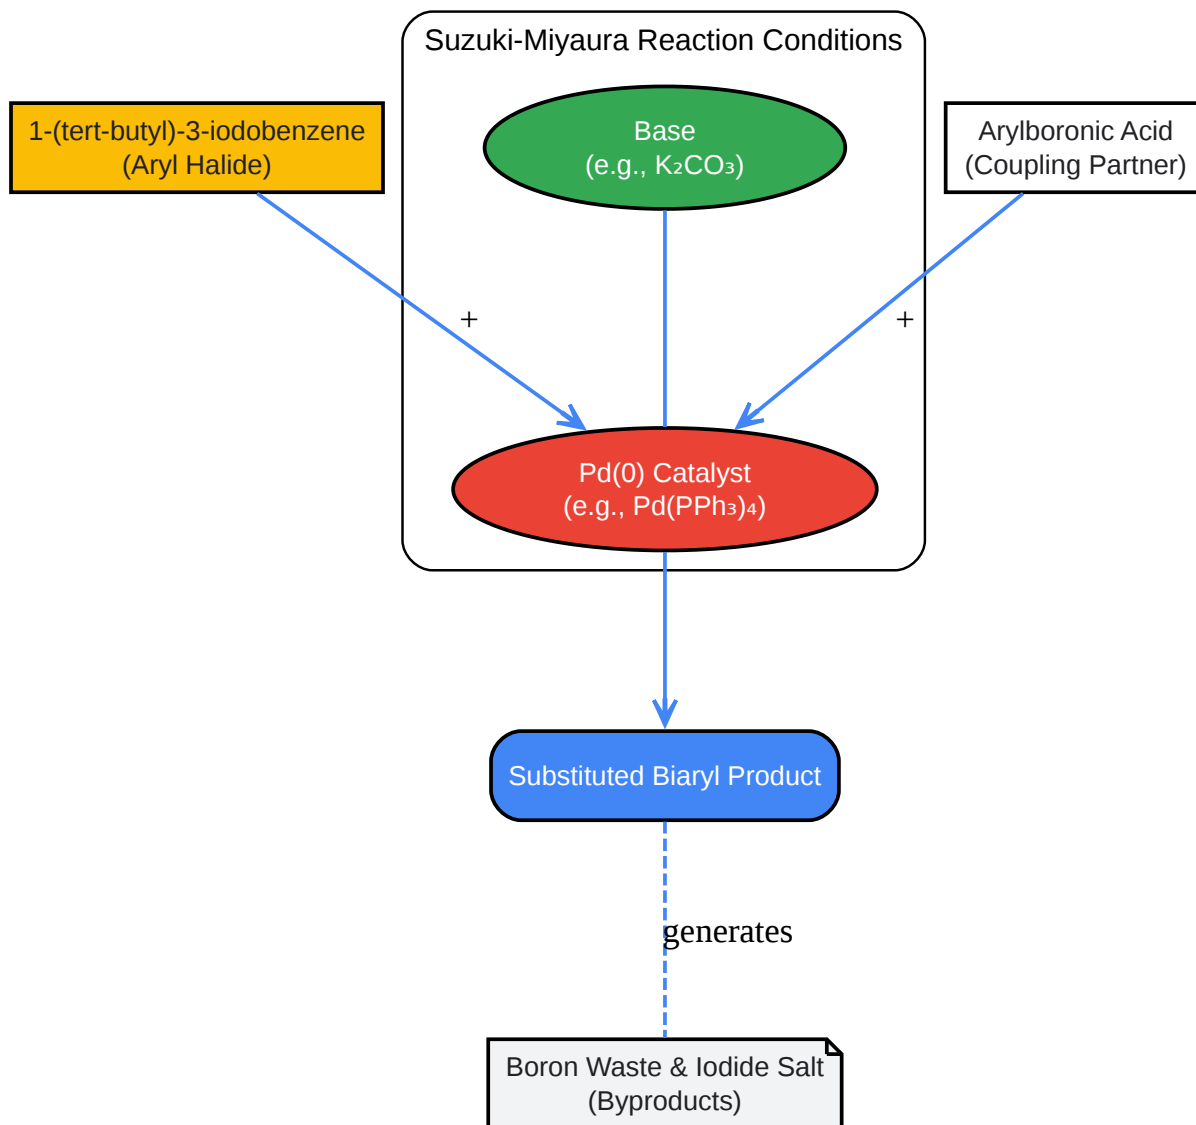 Suzuki-Miyaura Reaction Conditions
1-(tert-butyl)-3-iodobenzene
(Aryl Halide)
Base
(e.g., K₂CO₃)
Arylboronic Acid
(Coupling Partner)
+
+
Pd(0) Catalyst
(e.g., Pd(PPh₃)₄)
Substituted Biaryl Product
generates
Boron Waste & Iodide Salt
(Byproducts)